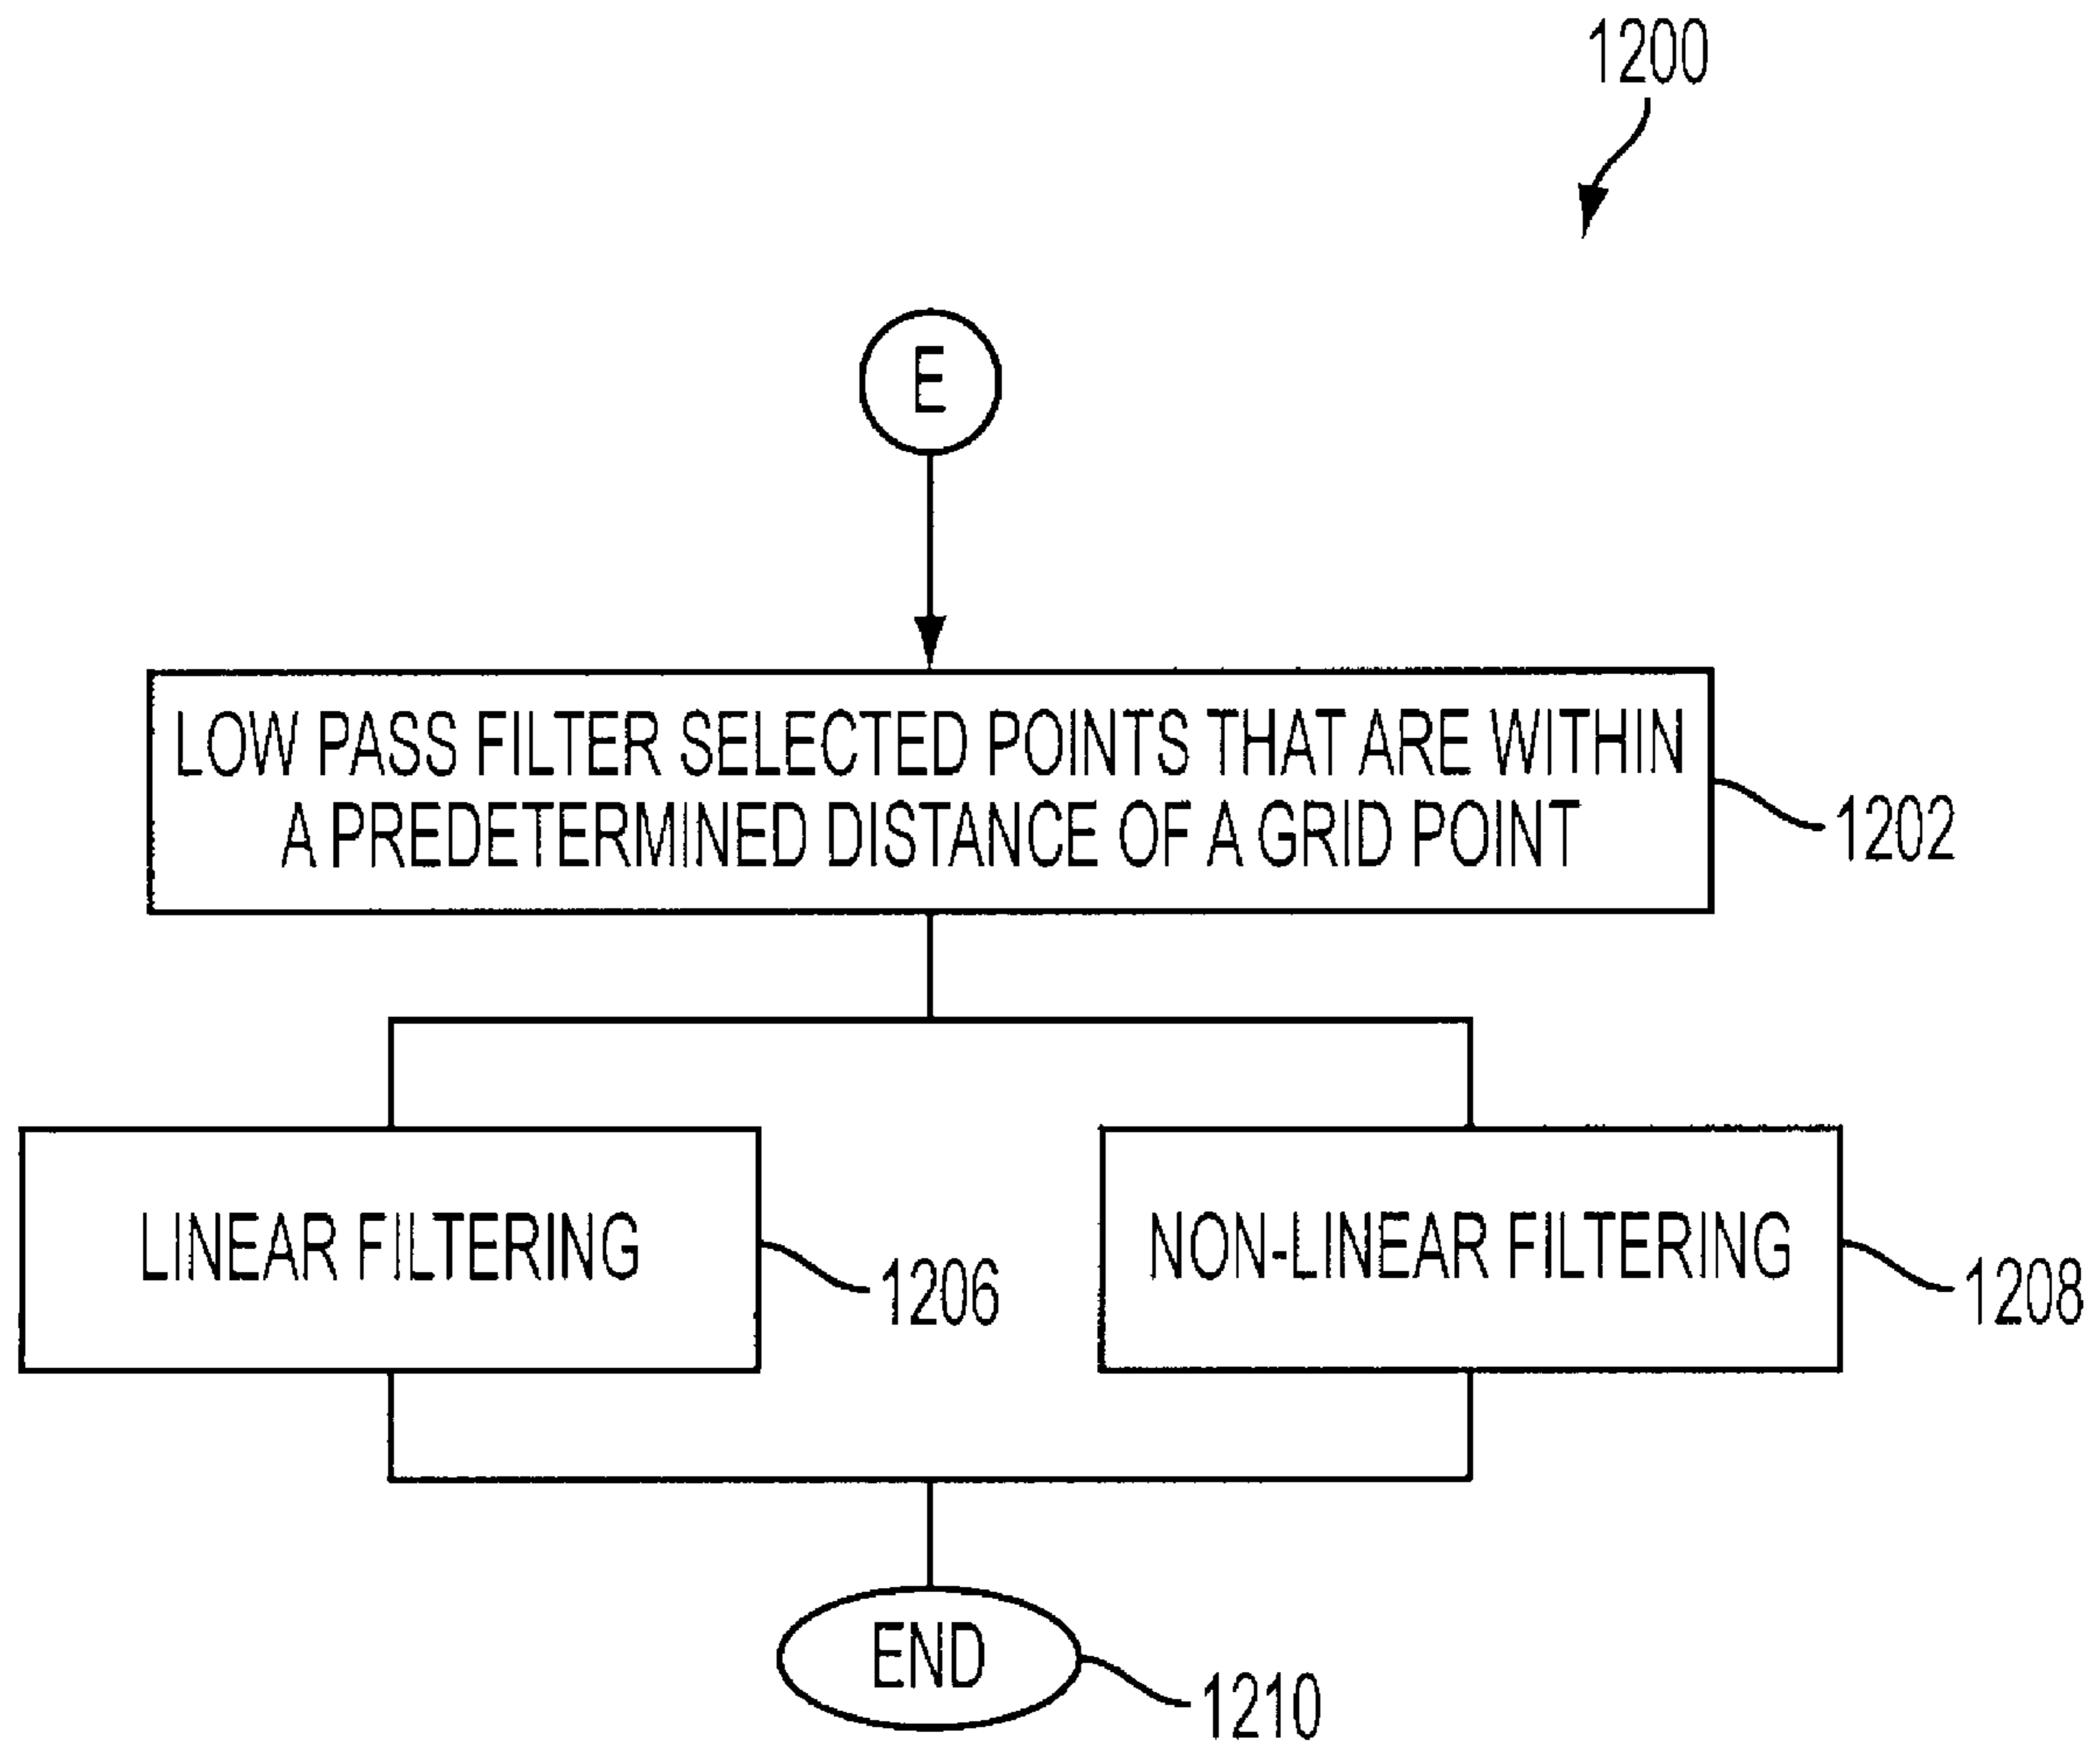 1200
E
LOW PASS FILTER SELECTED POINTS THAT ARE WITHIN
A PREDETERMINED DISTANCE OF A GRID POINT
1202
LINEAR FILTERING
1206
NON-LINEAR FILTERING
1208
END
1210